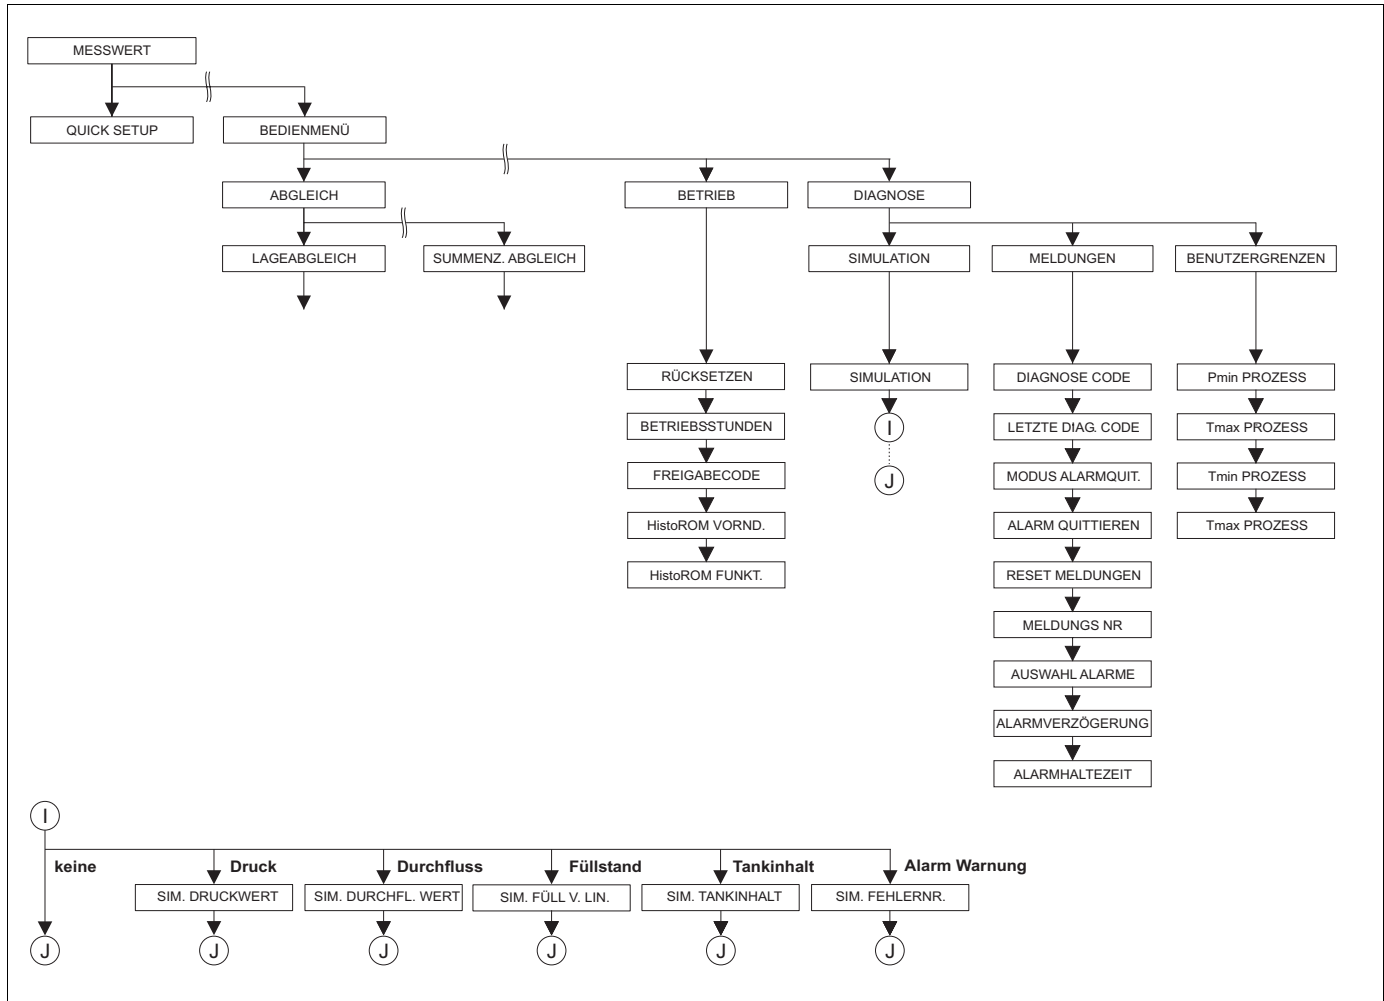 MESSWERT
QUICK SETUP
BEDIENMENÜ
ABGLEICH
BETRIEB
DIAGNOSE
LAGEABGLEICH
SUMMENZ. ABGLEICH
SIMULATION
MELDUNGEN
BENUTZERGRENZEN
RÜCKSETZEN
SIMULATION
DIAGNOSE CODE
Pmin PROZESS
BETRIEBSSTUNDEN
I
LETZTE DIAG. CODE
Tmax PROZESS
FREIGABECODE
J
MODUS ALARMQUIT.
Tmin PROZESS
HistoROM VORND.
ALARM QUITTIEREN
Tmax PROZESS
HistoROM FUNKT.
RESET MELDUNGEN
MELDUNGS NR
AUSWAHL ALARME
ALARMVERZÖGERUNG
ALARMHALTEZEIT
I
keine
Druck
Durchfluss
Füllstand
Tankinhalt
Alarm Warnung
SIM. DRUCKWERT
SIM. DURCHFL. WERT
SIM. FÜLL V. LIN.
SIM. TANKINHALT
SIM. FEHLERNR.
J
J
J
J
J
J